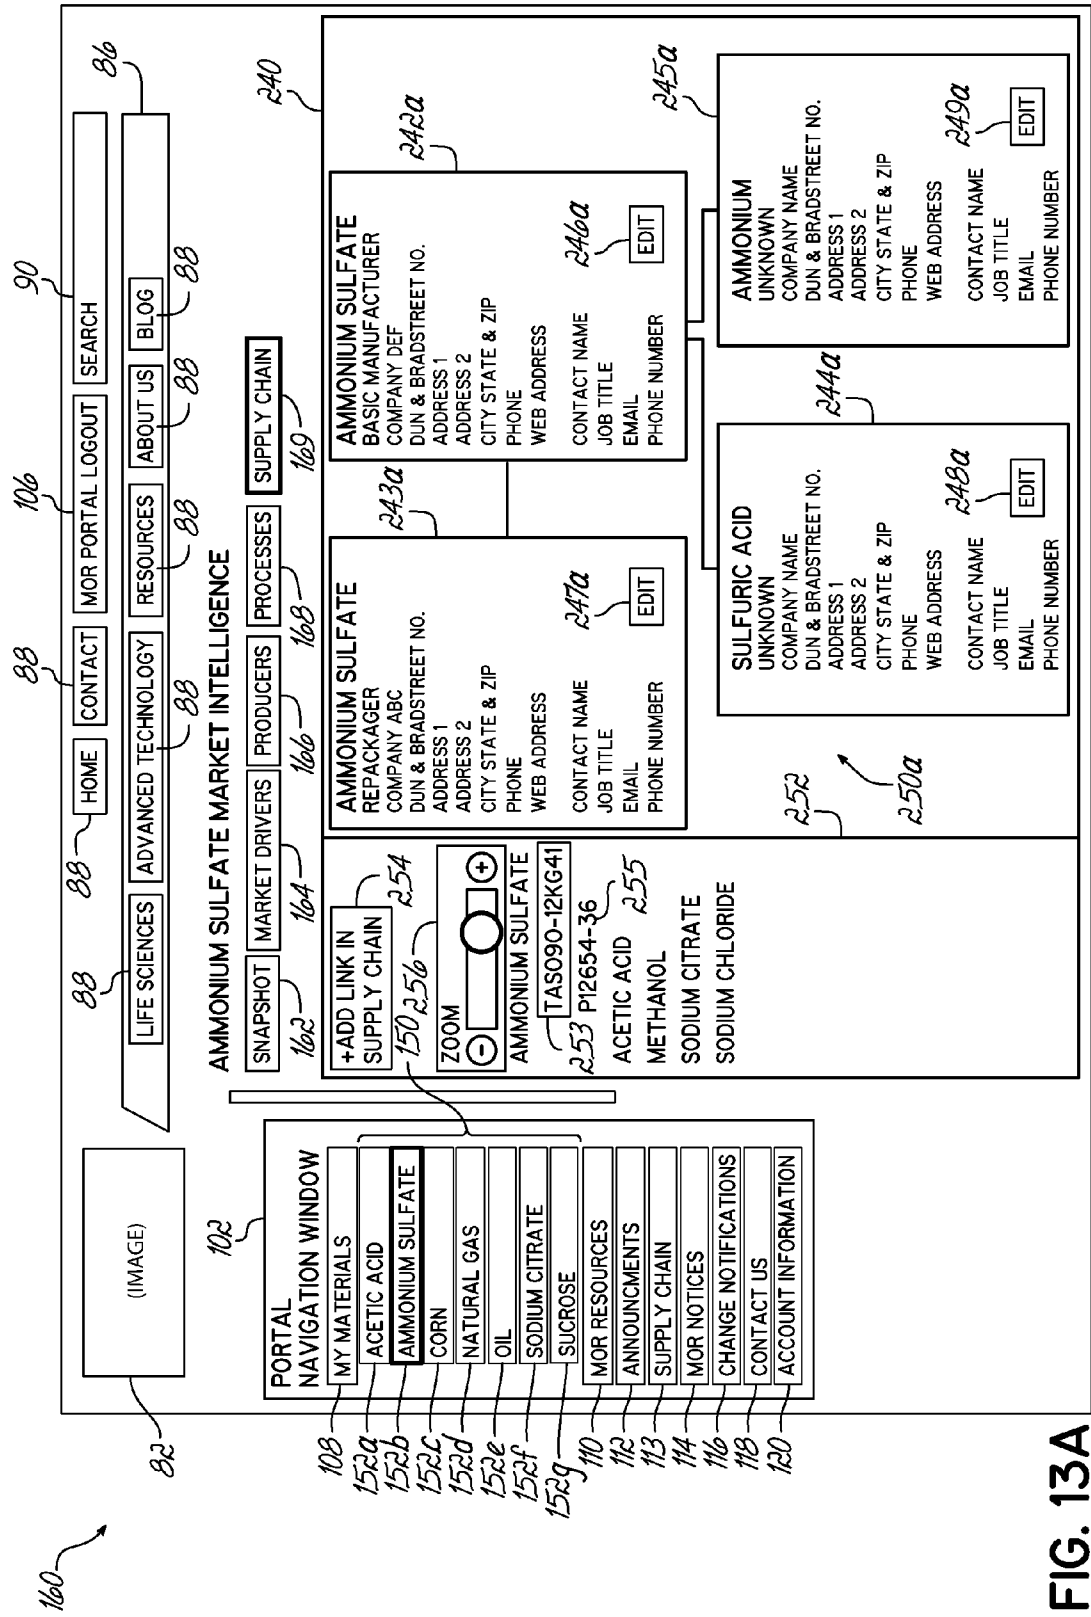 160
82
(IMAGE)
88
88
106
90
HOME
CONTACT
MOR PORTAL LOGOUT
SEARCH
88
LIFE SCIENCES
ADVANCED TECHNOLOGY
RESOURCES
ABOUT US
BLOG
86
88
88
88
88
AMMONIUM SULFATE MARKET INTELLIGENCE
SNAPSHOT
MARKET DRIVERS
PRODUCERS
PROCESSES
SUPPLY CHAIN
162
164
166
168
169
102
PORTAL
NAVIGATION WINDOW
108
MY MATERIALS
152a
ACETIC ACID
152b
AMMONIUM SULFATE
152c
CORN
152d
NATURAL GAS
152e
OIL
152f
SODIUM CITRATE
152g
SUCROSE
110
MOR RESOURCES
112
ANNOUNCMENTS
113
SUPPLY CHAIN
114
MOR NOTICES
116
CHANGE NOTIFICATIONS
118
CONTACT US
120
ACCOUNT INFORMATION
150
+ADD LINK IN
SUPPLY CHAIN
254
256
ZOOM
AMMONIUM SULFATE
TAS090-12KG41
253
P12654-36
255
ACETIC ACID
METHANOL
SODIUM CITRATE
SODIUM CHLORIDE
252
240
243a
AMMONIUM SULFATE
REPACKAGER
COMPANY ABC
DUN & BRADSTREET NO.
ADDRESS 1
ADDRESS 2
CITY STATE & ZIP
PHONE
WEB ADDRESS
CONTACT NAME
JOB TITLE
EMAIL
PHONE NUMBER
247a
EDIT
242a
AMMONIUM SULFATE
BASIC MANUFACTURER
COMPANY DEF
DUN & BRADSTREET NO.
ADDRESS 1
ADDRESS 2
CITY STATE & ZIP
PHONE
WEB ADDRESS
CONTACT NAME
JOB TITLE
EMAIL
PHONE NUMBER
246a
EDIT
250a
244a
SULFURIC ACID
UNKNOWN
COMPANY NAME
DUN & BRADSTREET NO.
ADDRESS 1
ADDRESS 2
CITY STATE & ZIP
PHONE
WEB ADDRESS
CONTACT NAME
JOB TITLE
EMAIL
PHONE NUMBER
248a
EDIT
245a
AMMONIUM
UNKNOWN
COMPANY NAME
DUN & BRADSTREET NO.
ADDRESS 1
ADDRESS 2
CITY STATE & ZIP
PHONE
WEB ADDRESS
CONTACT NAME
JOB TITLE
EMAIL
PHONE NUMBER
249a
EDIT
FIG. 13A